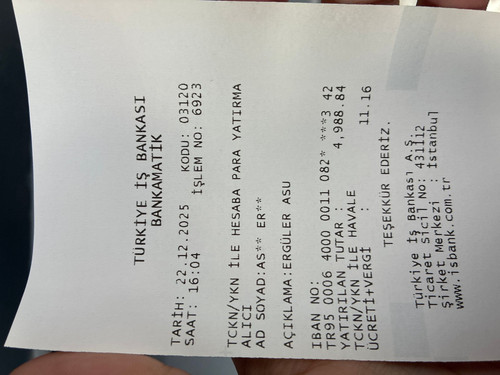 TÜRKİYE İŞ BANKASI
BANKAMATİK
TARİH: 22.12.2025 KODU: 03120
SAAT: 16:04 İŞLEM NO: 6923
TCKN/YKN İLE HESABA PARA YATIRMA
ALICI
AD SOYAD:AS** ER**
AÇIKLAMA:ERGÜLER ASU
IBAN NO:
TR95 0006 4000 0011 082* ***3 42
YATIRILAN TUTAR : 4,988.84
TCKN/YKN İLE HAVALE
ÜCRETİ+VERGİ : 11.16
TEŞEKKÜR EDERİZ.
Türkiye İş Bankası A.Ş.
Ticaret Sicil No: 431112
Şirket Merkezi : İstanbul
www.isbank.com.tr